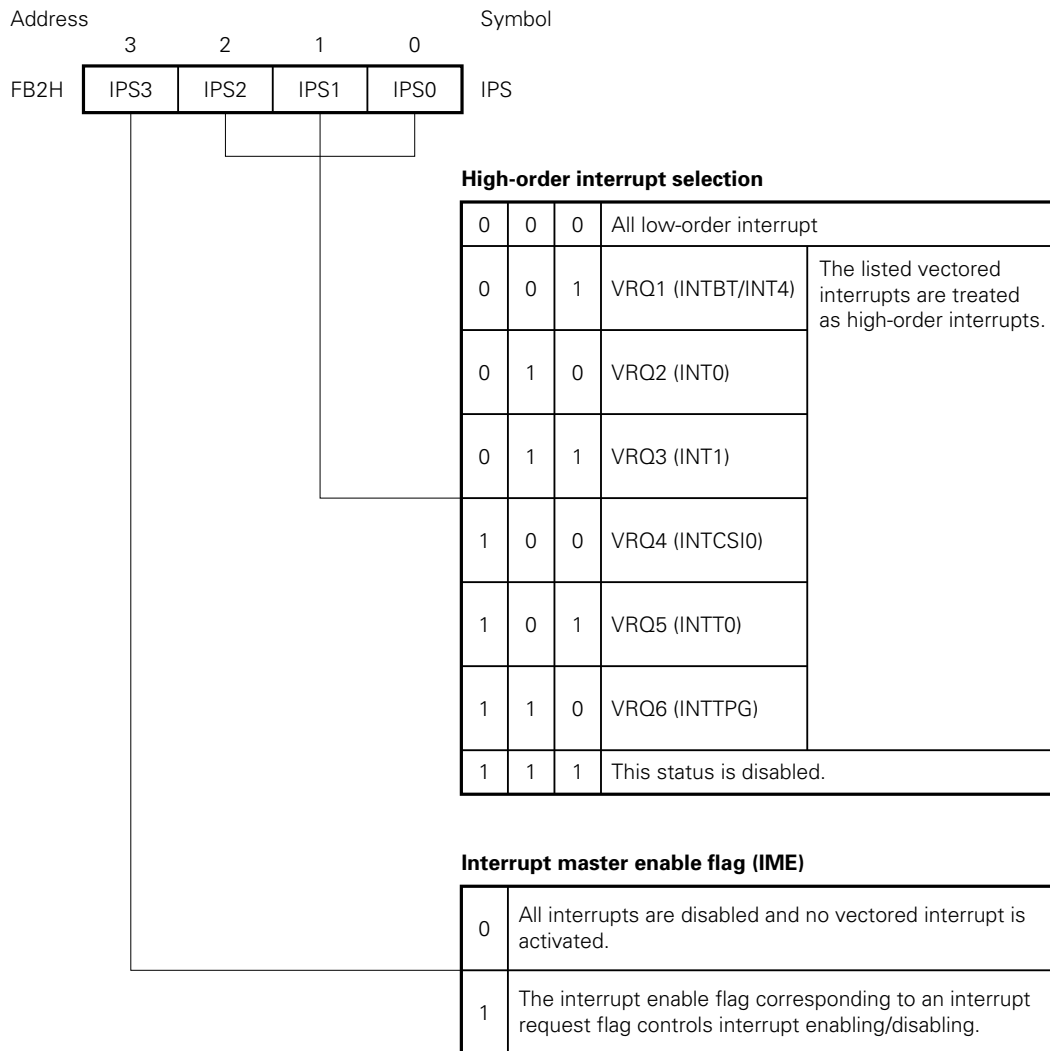 Address Symbol
3 2 1 0
FB2H IPS3 IPS2 IPS1 IPS0 IPS
High-order interrupt selection
0 0 0 All low-order interrupt
0 0 1 VRQ1 (INTBT/INT4)
The listed vectored
interrupts are treated
as high-order interrupts.
0 1 0 VRQ2 (INT0)
0 1 1 VRQ3 (INT1)
1 0 0 VRQ4 (INTCSI0)
1 0 1 VRQ5 (INTT0)
1 1 0 VRQ6 (INTTPG)
1 1 1 This status is disabled.
Interrupt master enable flag (IME)
0 All interrupts are disabled and no vectored interrupt is
activated.
1 The interrupt enable flag corresponding to an interrupt
request flag controls interrupt enabling/disabling.